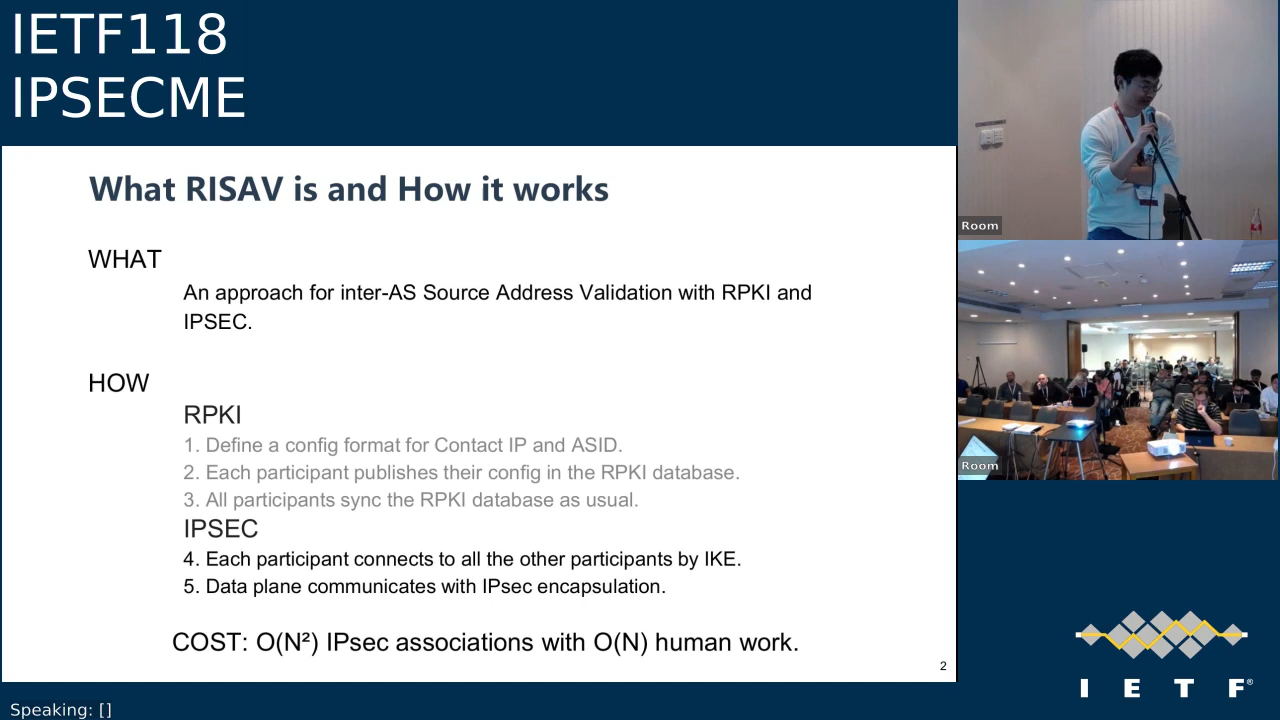 IETF118
IPSECME
What RISAV is and How it works
WHAT
An approach for inter-AS Source Address Validation with RPKI and
IPSEC.
HOW
RPKI
1. Define a config format for Contact IP and ASID.
2. Each participant publishes their config in the RPKI database.
3. All participants sync the RPKI database as usual.
IPSEC
4. Each participant connects to all the other participants by IKE.
5. Data plane communicates with IPsec encapsulation.
COST: O(N²) IPsec associations with O(N) human work.
2
Room
Room
I E T F®
Speaking: []